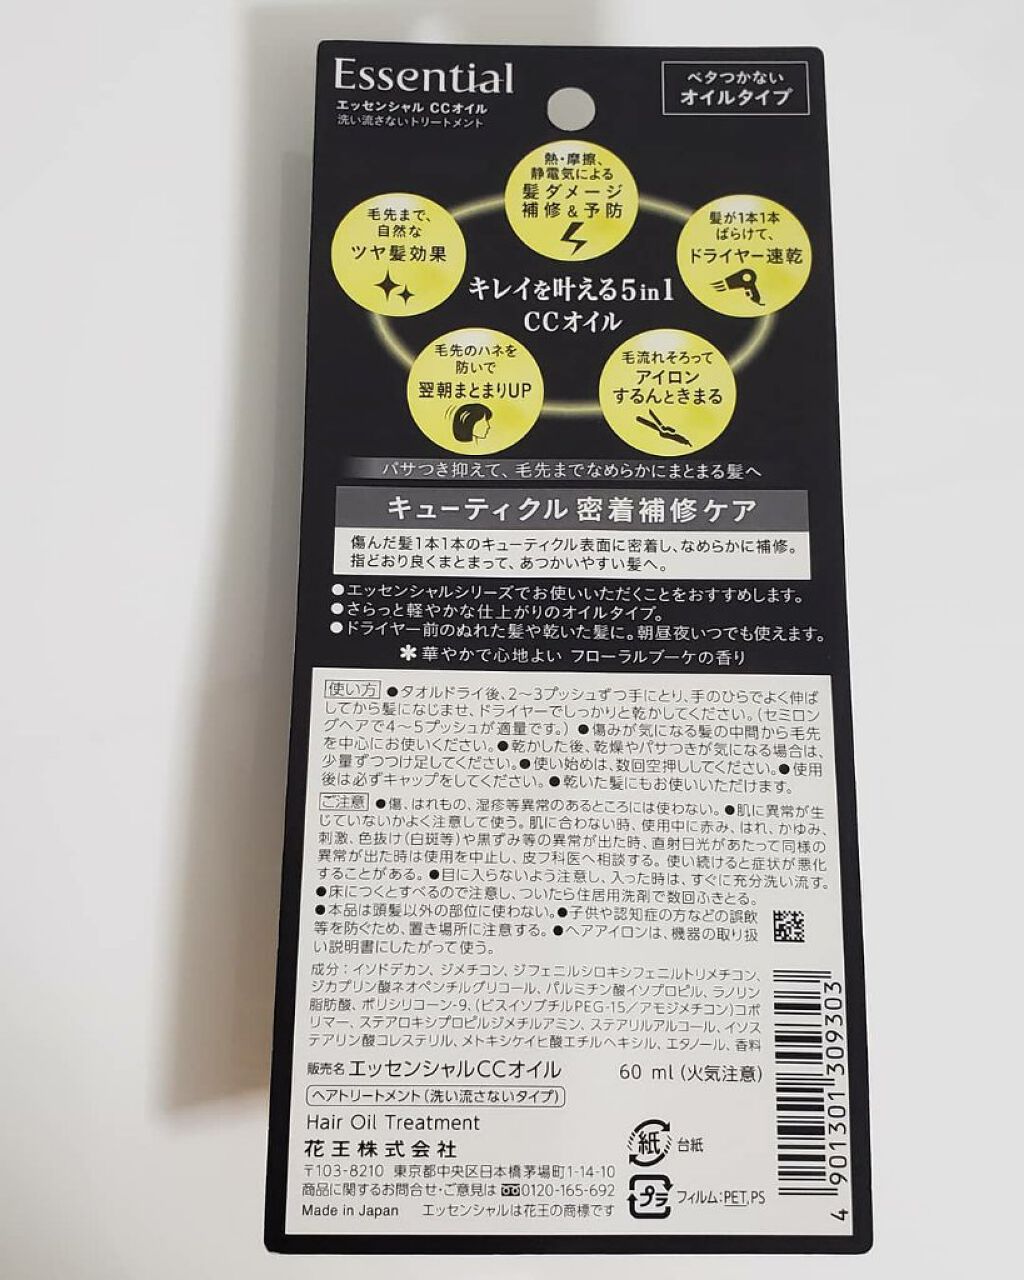 Essential
エッセンシャル CCオイル
洗い流さないトリートメント
ベタつかない
オイルタイプ
熱・摩擦、
静電気による
髪ダメージ
補修&予防
毛先まで、
自然な
ツヤ髪効果
髪が1本1本
ばらけて、
ドライヤー速乾
キレイを叶える5in1
CCオイル
毛先のハネを
防いで
翌朝まとまりUP
毛流れそろって
アイロン
するんときまる
パサつき抑えて、毛先までなめらかにまとまる髪へ
キューティクル密着補修ケア
傷んだ髪1本1本のキューティクル表面に密着し、なめらかに補修。
指どおり良くまとまって、あつかいやすい髪へ。
●エッセンシャルシリーズでお使いいただくことをおすすめします。
●さらっと軽やかな仕上がりのオイルタイプ。
●ドライヤー前のぬれた髪や乾いた髪に。朝昼夜いつでも使えます。
✽華やかで心地よい フローラルブーケの香り
使い方 ●タオルドライ後、2〜3プッシュずつ手にとり、手のひらでよく伸ば
してから髪になじませ、ドライヤーでしっかりと乾かしてください。(セミロン
グヘアで4〜5プッシュが適量です。) ●傷みが気になる髪の中間から毛先
を中心にお使いください。●乾かした後、乾燥やパサつきが気になる場合は、
少量ずつつけ足してください。●使い始めは、数回空押ししてください。●使用
後は必ずキャップをしてください。●乾いた髪にもお使いいただけます。
ご注意 ●傷、はれもの、湿疹等異常のあるところには使わない。●肌に異常が生
じていないかよく注意して使う。肌に合わない時、使用中に赤み、はれ、かゆみ、
刺激、色抜け(白斑等)や黒ずみ等の異常が出た時、直射日光があたって同様の
異常が出た時は使用を中止し、皮フ科医へ相談する。使い続けると症状が悪化
することがある。●目に入らないよう注意し、入った時は、すぐに充分洗い流す。
●床につくとすべるので注意し、ついたら住居用洗剤で数回ふきとる。
●本品は頭髪以外の部位に使わない。●子供や認知症の方などの誤飲
等を防ぐため、置き場所に注意する。●ヘアアイロンは、機器の取り扱
い説明書にしたがって使う。
成分:イソドデカン、ジメチコン、ジフェニルシロキシフェニルトリメチコン、
ジカプリン酸ネオペンチルグリコール、パルミチン酸イソプロピル、ラノリン
脂肪酸、ポリシリコーン-9、(ビスイソブチルPEG-15/アモジメチコン)コポ
リマー、ステアロキシプロピルジメチルアミン、ステアリルアルコール、イソス
テアリン酸コレステリル、メトキシケイヒ酸エチルヘキシル、エタノール、香料
販売名 エッセンシャルCCオイル 60 ml (火気注意)
ヘアトリートメント(洗い流さないタイプ)
Hair Oil Treatment
花王株式会社
〒103-8210 東京都中央区日本橋茅場町1-14-10
商品に関するお問合せ・ご意見は 0120-165-692
Made in Japan エッセンシャルは花王の商標です
紙 台紙
プラ フィルム:PET,PS
4 901301 309303